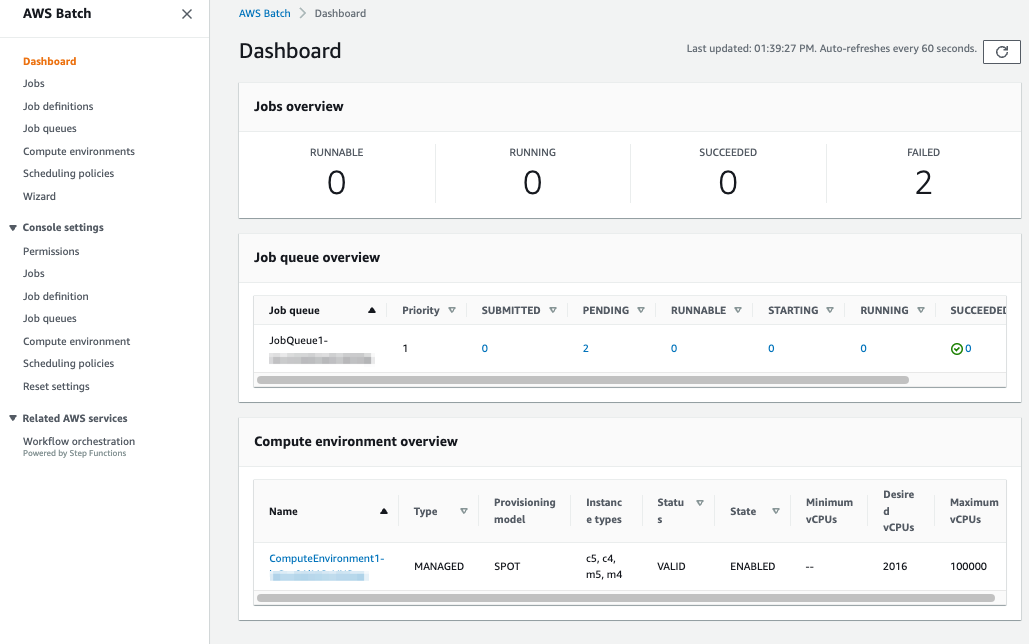 AWS Batch
Dashboard
Jobs
Job definitions
Job queues
Compute environments
Scheduling policies
Wizard
Console settings
Permissions
Jobs
Job definition
Job queues
Compute environment
Scheduling policies
Reset settings
Related AWS services
Workflow orchestration
Powered by Step Functions
AWS Batch Dashboard
Dashboard
Last updated: 01:39:27 PM. Auto-refreshes every 60 seconds.
Jobs overview
RUNNABLE RUNNING SUCCEEDED FAILED
0 0 0 2
Job queue overview
Job queue Priority SUBMITTED PENDING RUNNABLE STARTING RUNNING SUCCEEDED
JobQueue1-
1 0 2 0 0 0 0
Compute environment overview
Name Type Provisioning model Instance types Status State Minimum vCPUs Desired vCPUs Maximum vCPUs
ComputeEnvironment1-
MANAGED SPOT c5, c4, m5, m4 VALID ENABLED -- 2016 100000